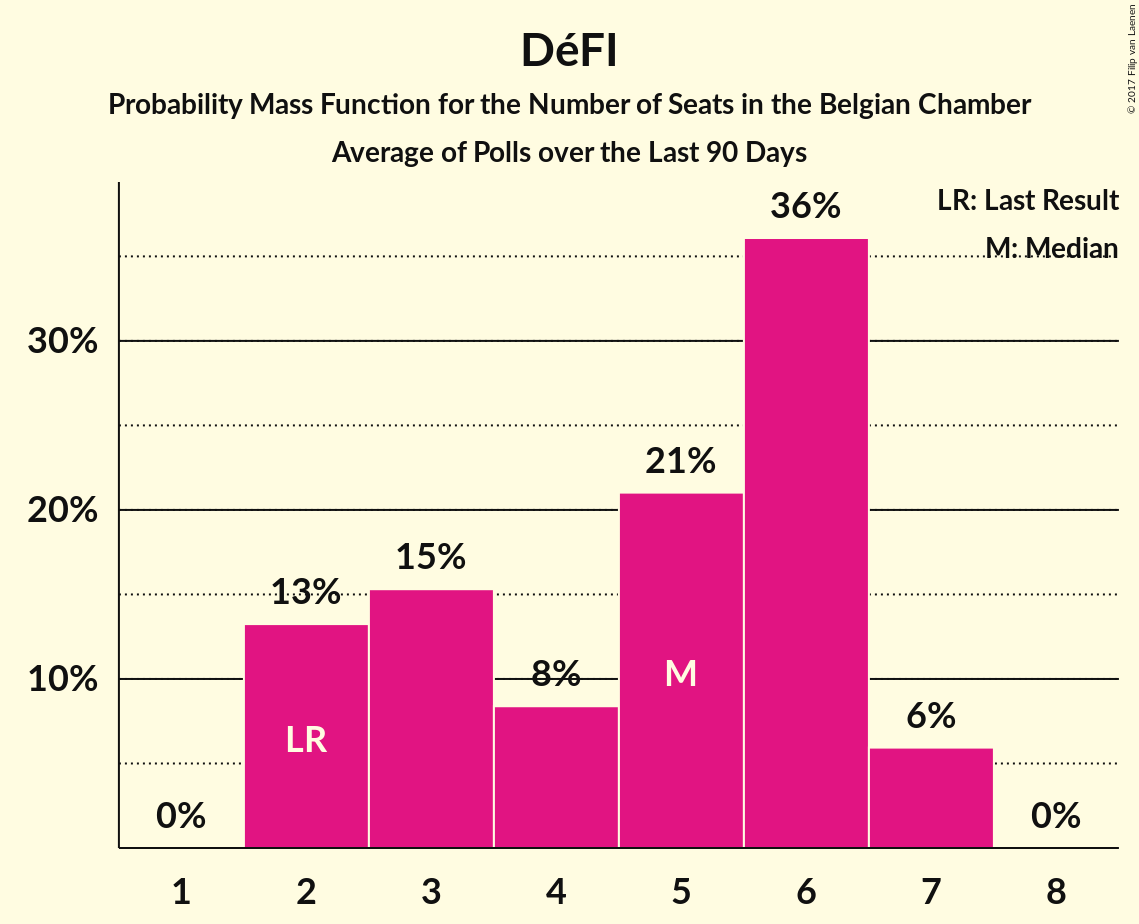 DéFI
Probability Mass Function for the Number of Seats in the Belgian Chamber
Average of Polls over the Last 90 Days
© 2017 Filip van Laenen
LR: Last Result
M: Median
36%
30%
21%
20%
15%
13%
10%
8%
M
6%
LR
0%
0%
1 2 3 4 5 6 7 8